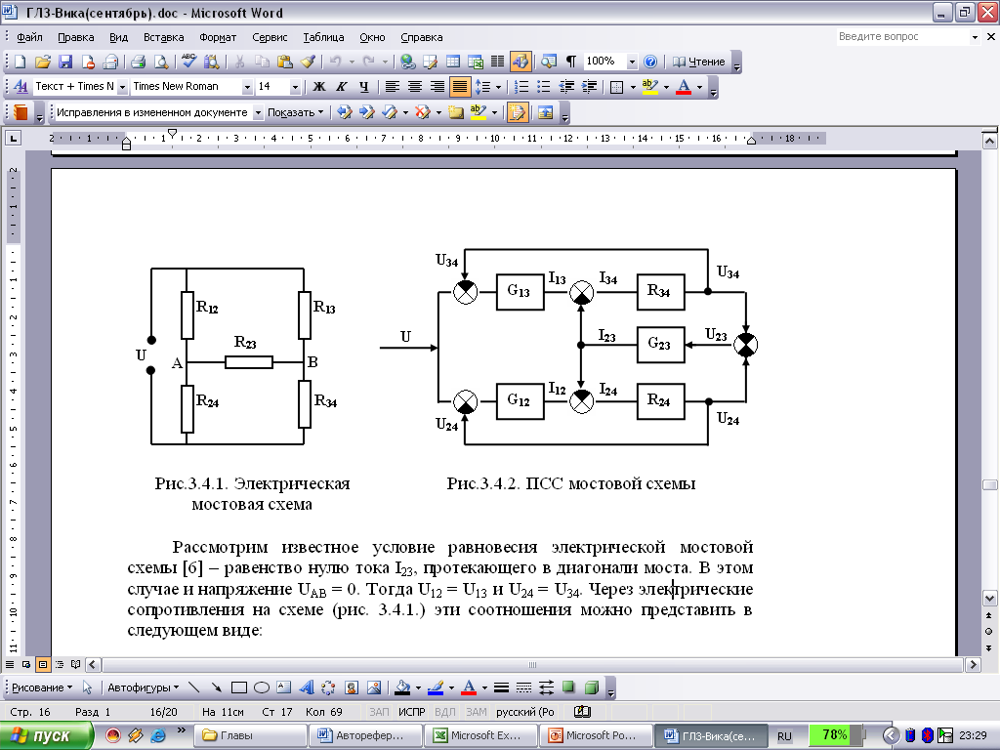 ГЛЗ-Вика(сентябрь).doc - Microsoft Word
Файл Правка Вид Вставка Формат Сервис Таблица Окно Справка Введите вопрос
100% Чтение
Текст + Times N Times New Roman 14 Ж К Ч
Исправления в измененном документе Показать
2 1 1 2 3 4 5 6 7 8 9 10 11 12 13 14 15 16 18
U34 I13 I34 U34
G13 R34
R12 R13
R23 U I23 G23 U23
U A B
I12 I24
R24 R34 G12 R24
U24 U24
Рис.3.4.1. Электрическая Рис.3.4.2. ПСС мостовой схемы
мостовая схема
Рассмотрим известное условие равновесия электрической мостовой
схемы [6] – равенство нулю тока I23, протекающего в диагонали моста. В этом
случае и напряжение UAB = 0. Тогда U12 = U13 и U24 = U34. Через электрические
сопротивления на схеме (рис. 3.4.1.) эти соотношения можно представить в
следующем виде:
Рисование Автофигуры
Стр. 16 Разд 1 16/20 На 11см Ст 17 Кол 69 ЗАП ИСПР ВДЛ ЗАМ русский (Ро
пуск Главы Авторефер... Microsoft Ex... Microsoft Po... ГЛЗ-Вика(се... RU 78% 23:29